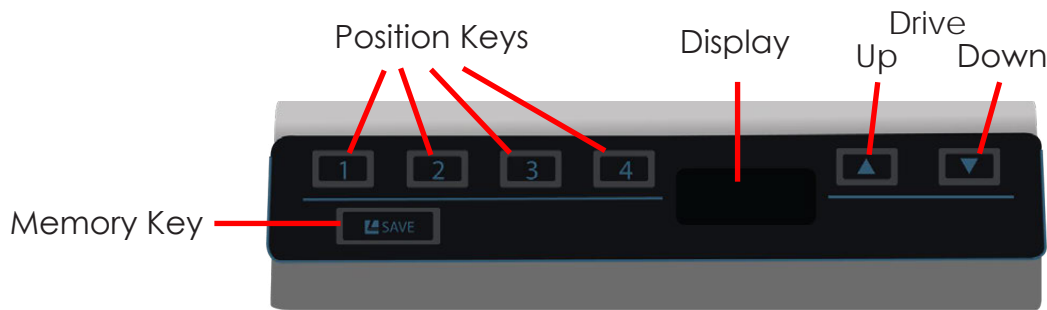 Drive
Position Keys
Display
Up
Down
1
2
3
4
Memory Key
SAVE